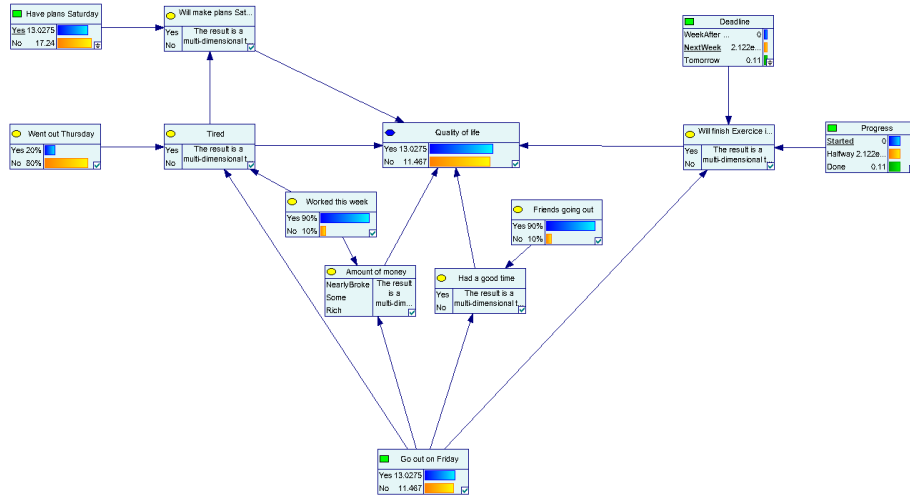 Have plans Saturday
Yes 13.0275
No 17.24
Will make plans Sat...
Yes
No
The result is a
multi-dimensional t
Deadline
WeekAfter ... 0
NextWeek 2.122e...
Tomorrow 0.11
Went out Thursday
Yes 20%
No 80%
Tired
Yes
No
The result is a
multi-dimensional t
Quality of life
Yes 13.0275
No 11.467
Will finish Exercice i...
Yes
No
The result is a
multi-dimensional t
Progress
Started 0
Halfway 2.122e...
Done 0.11
Worked this week
Yes 90%
No 10%
Friends going out
Yes 90%
No 10%
Amount of money
NearlyBroke
Some
Rich
The result
is a
multi-dim...
Had a good time
Yes
No
The result is a
multi-dimensional t
Go out on Friday
Yes 13.0275
No 11.467